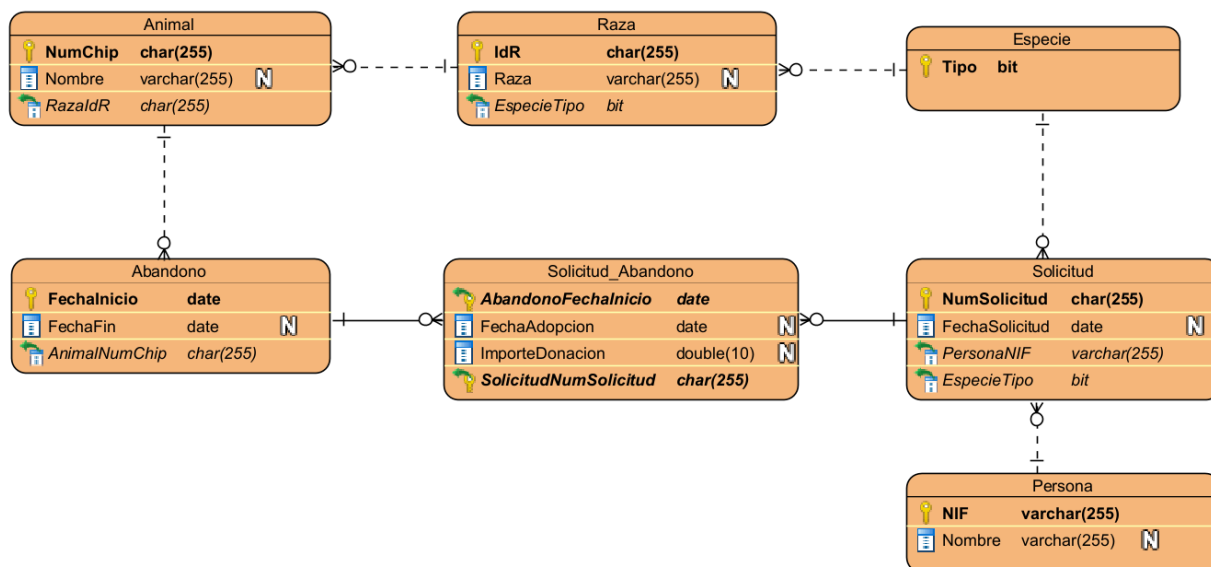 Animal
NumChip char(255)
Nombre varchar(255) N
RazaIdR char(255)
Raza
IdR char(255)
Raza varchar(255) N
EspecieTipo bit
Especie
Tipo bit
Abandono
FechaInicio date
FechaFin date N
AnimalNumChip char(255)
Solicitud_Abandono
AbandonoFechaInicio date
FechaAdopcion date N
ImporteDonacion double(10) N
SolicitudNumSolicitud char(255)
Solicitud
NumSolicitud char(255)
FechaSolicitud date N
PersonaNIF varchar(255)
EspecieTipo bit
Persona
NIF varchar(255)
Nombre varchar(255) N